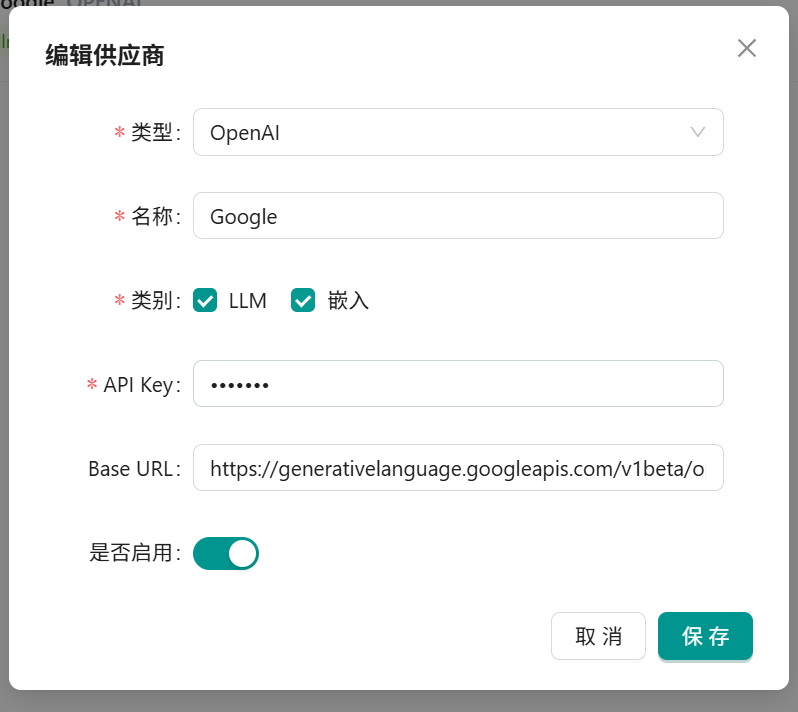 oogle OPENAI
编辑供应商
* 类型: OpenAI
* 名称: Google
* 类别: LLM 嵌入
* API Key: •••••••
Base URL: https://generativelanguage.googleapis.com/v1beta/o
是否启用:
取 消 保 存